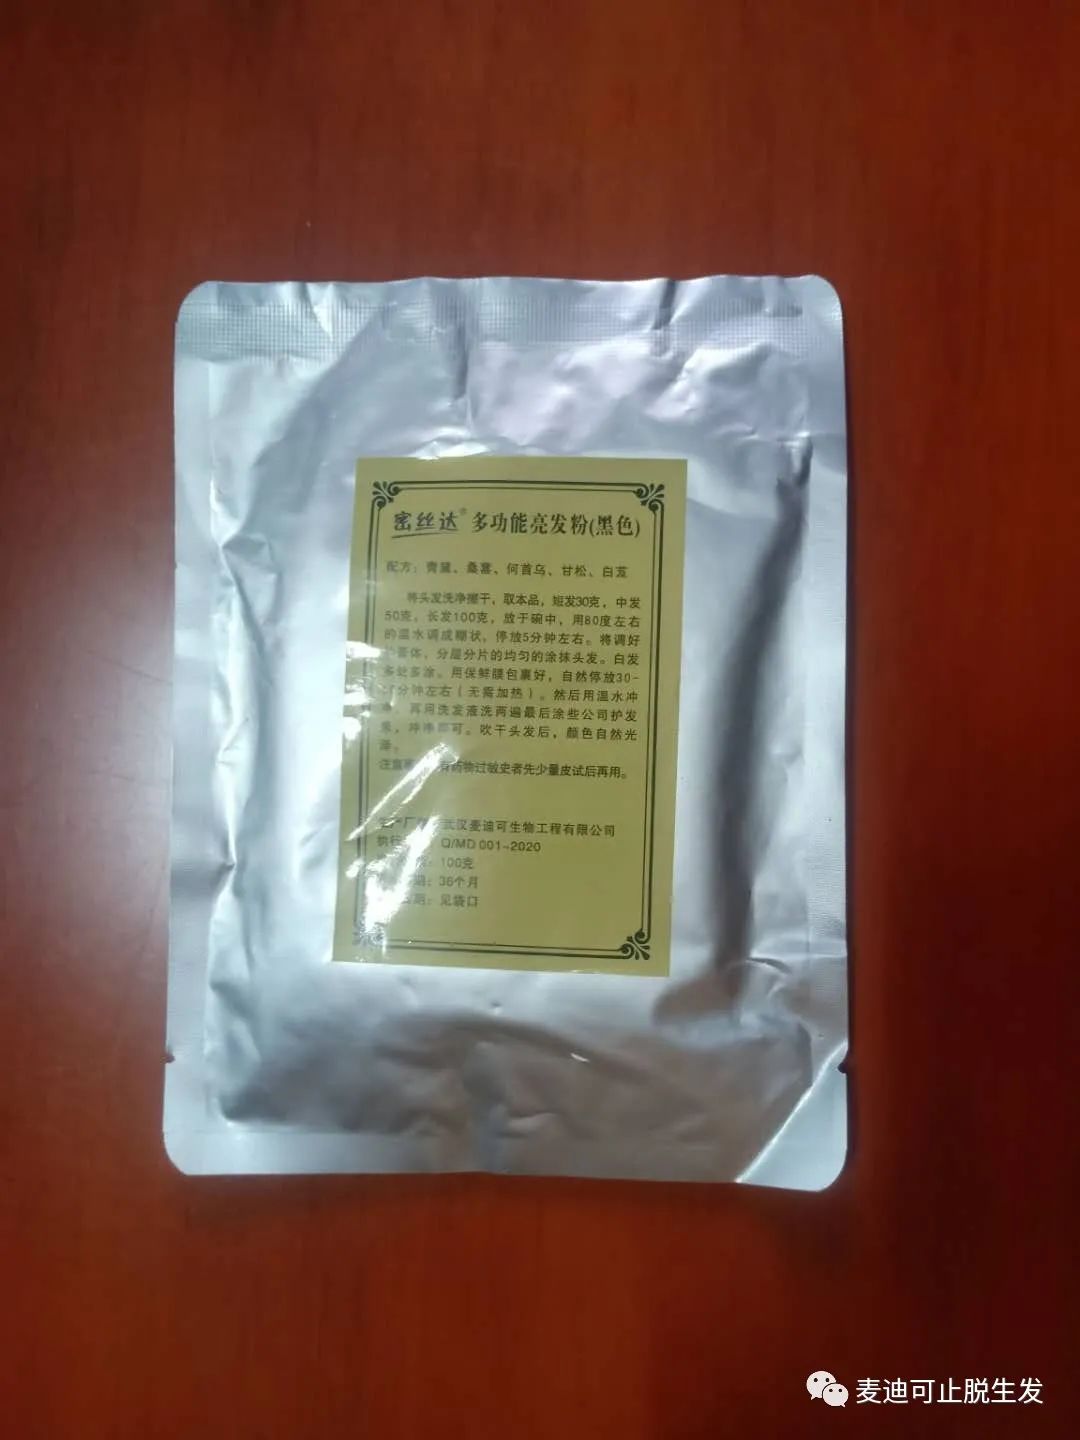 密丝达® 多功能亮发粉(黑色)
配方：青黛、桑葚、何首乌、甘松、白芨
将头发洗净擦干，取本品，短发30克，中发
50克，长发100克，放于碗中，用80度左右
的温水调成糊状，停放5分钟左右。将调好
膏体，分层分片的均匀的涂抹头发。白发
多处多涂。用保鲜膜包裹好，自然停放30-
分钟左右（无需加热）。然后用温水冲
再用洗发液洗两遍最后涂些公司护发
冲净即可。吹干头发后，颜色自然光
泽。
注意 有药物过敏史者先少量皮试后再用。
生产厂 武汉麦迪可生物工程有限公司
执行 Q/MD 001-2020
：100克
期：36个月
期：见袋口
麦迪可止脱生发